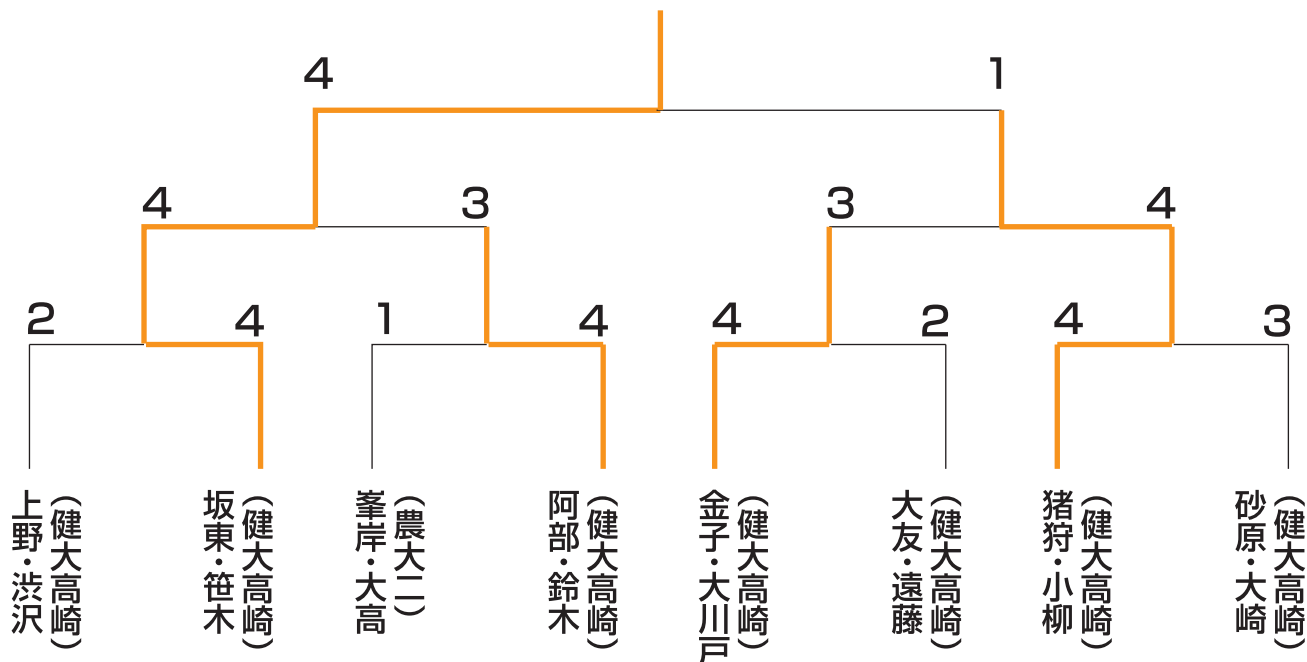 4
1
4
3
3
4
2
4
1
4
4
2
4
3
上野・渋沢
(健大高崎)
坂東・笹木
(健大高崎)
峯岸・大高
(農大二)
阿部・鈴木
(健大高崎)
金子・大川戸
(健大高崎)
大友・遠藤
(健大高崎)
猪狩・小柳
(健大高崎)
砂原・大崎
(健大高崎)